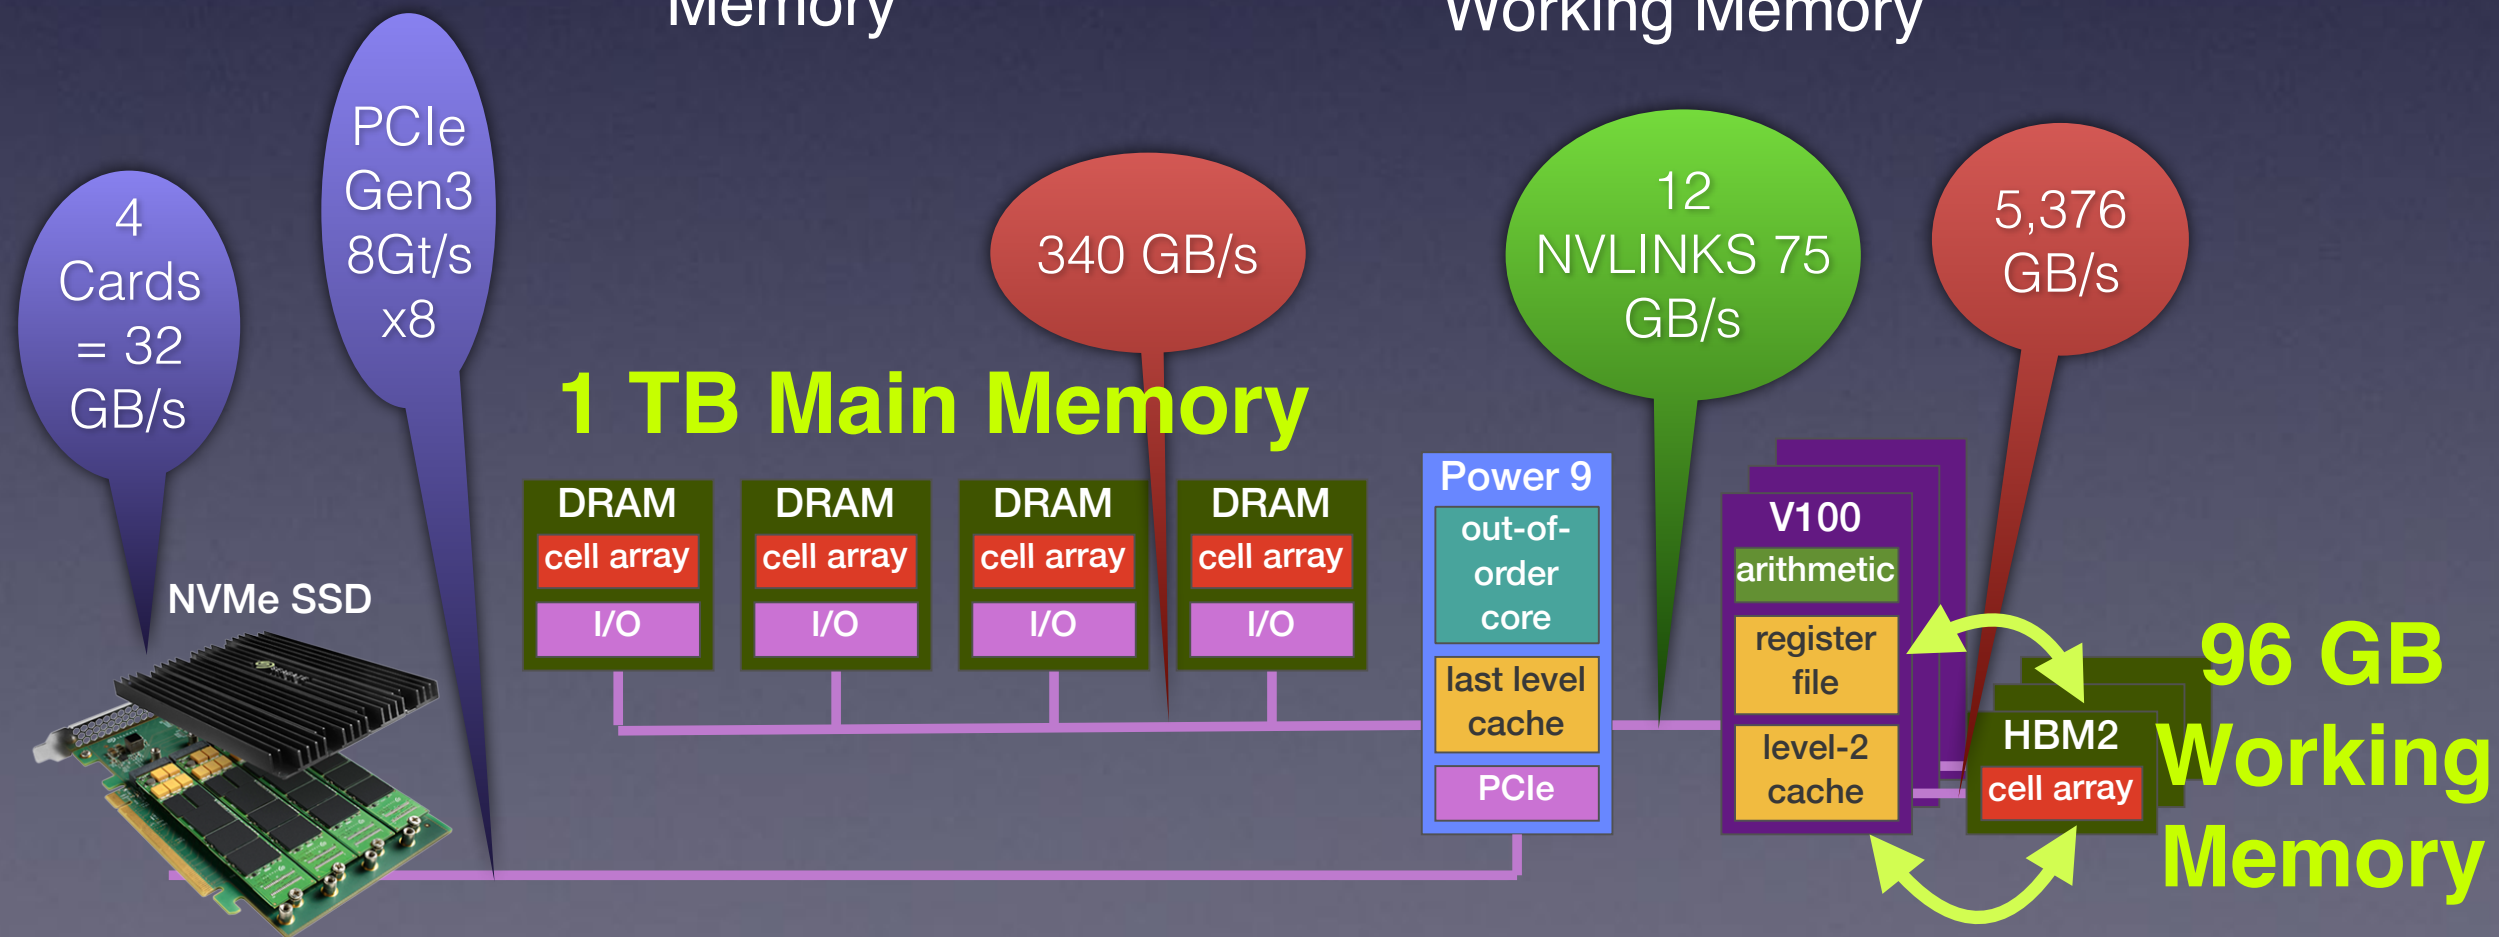 Memory
Working Memory
4
Cards
= 32
GB/s
PCIe
Gen3
8Gt/s
x8
340 GB/s
12
NVLINKS 75
GB/s
5,376
GB/s
1 TB Main Memory
NVMe SSD
DRAM
cell array
I/O
DRAM
cell array
I/O
DRAM
cell array
I/O
DRAM
cell array
I/O
Power 9
out-of-
order
core
last level
cache
PCIe
V100
arithmetic
register
file
level-2
cache
HBM2
cell array
96 GB
Working
Memory